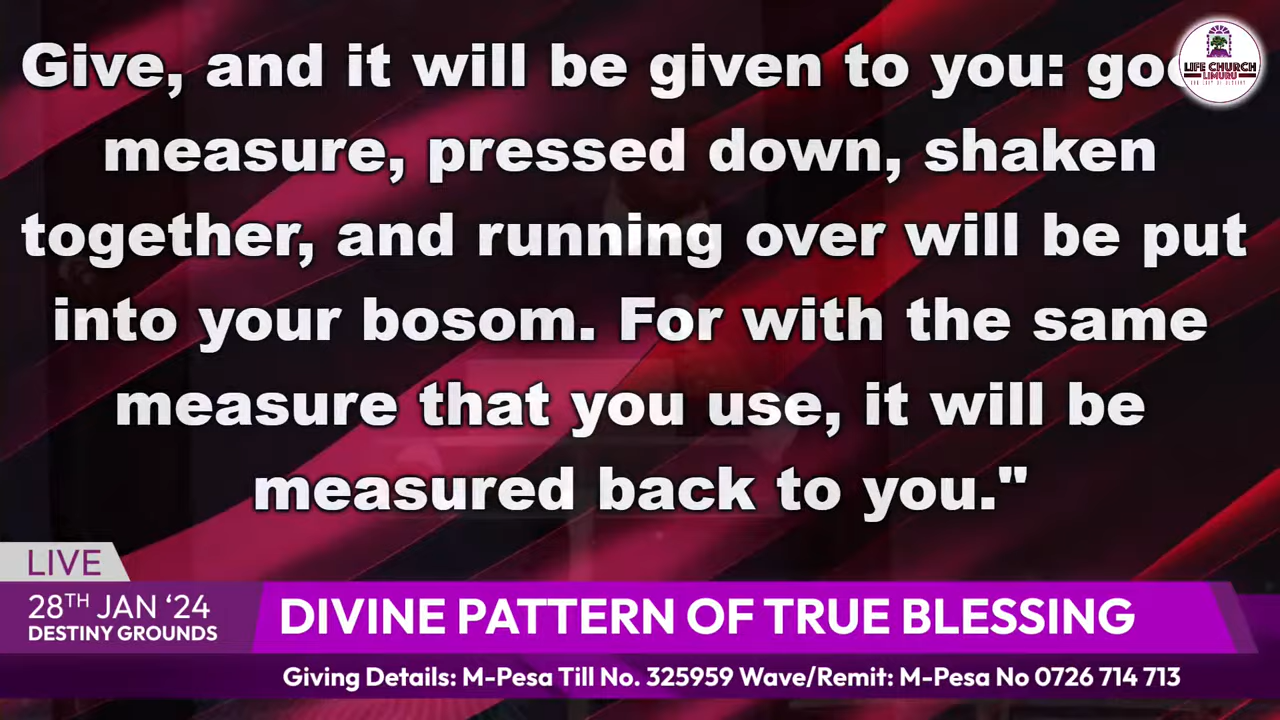 Give, and it will be given to you: 
measure, pressed down, shaken
together, and running over will be put
into your bosom. For with the same
measure that you use, it will be
measured back to you."
LIFE CHURCH
LIMURU
LIVE
28TH JAN ‘24
DESTINY GROUNDS
DIVINE PATTERN OF TRUE BLESSING
Giving Details: M-Pesa Till No. 325959 Wave/Remit: M-Pesa No 0726 714 713